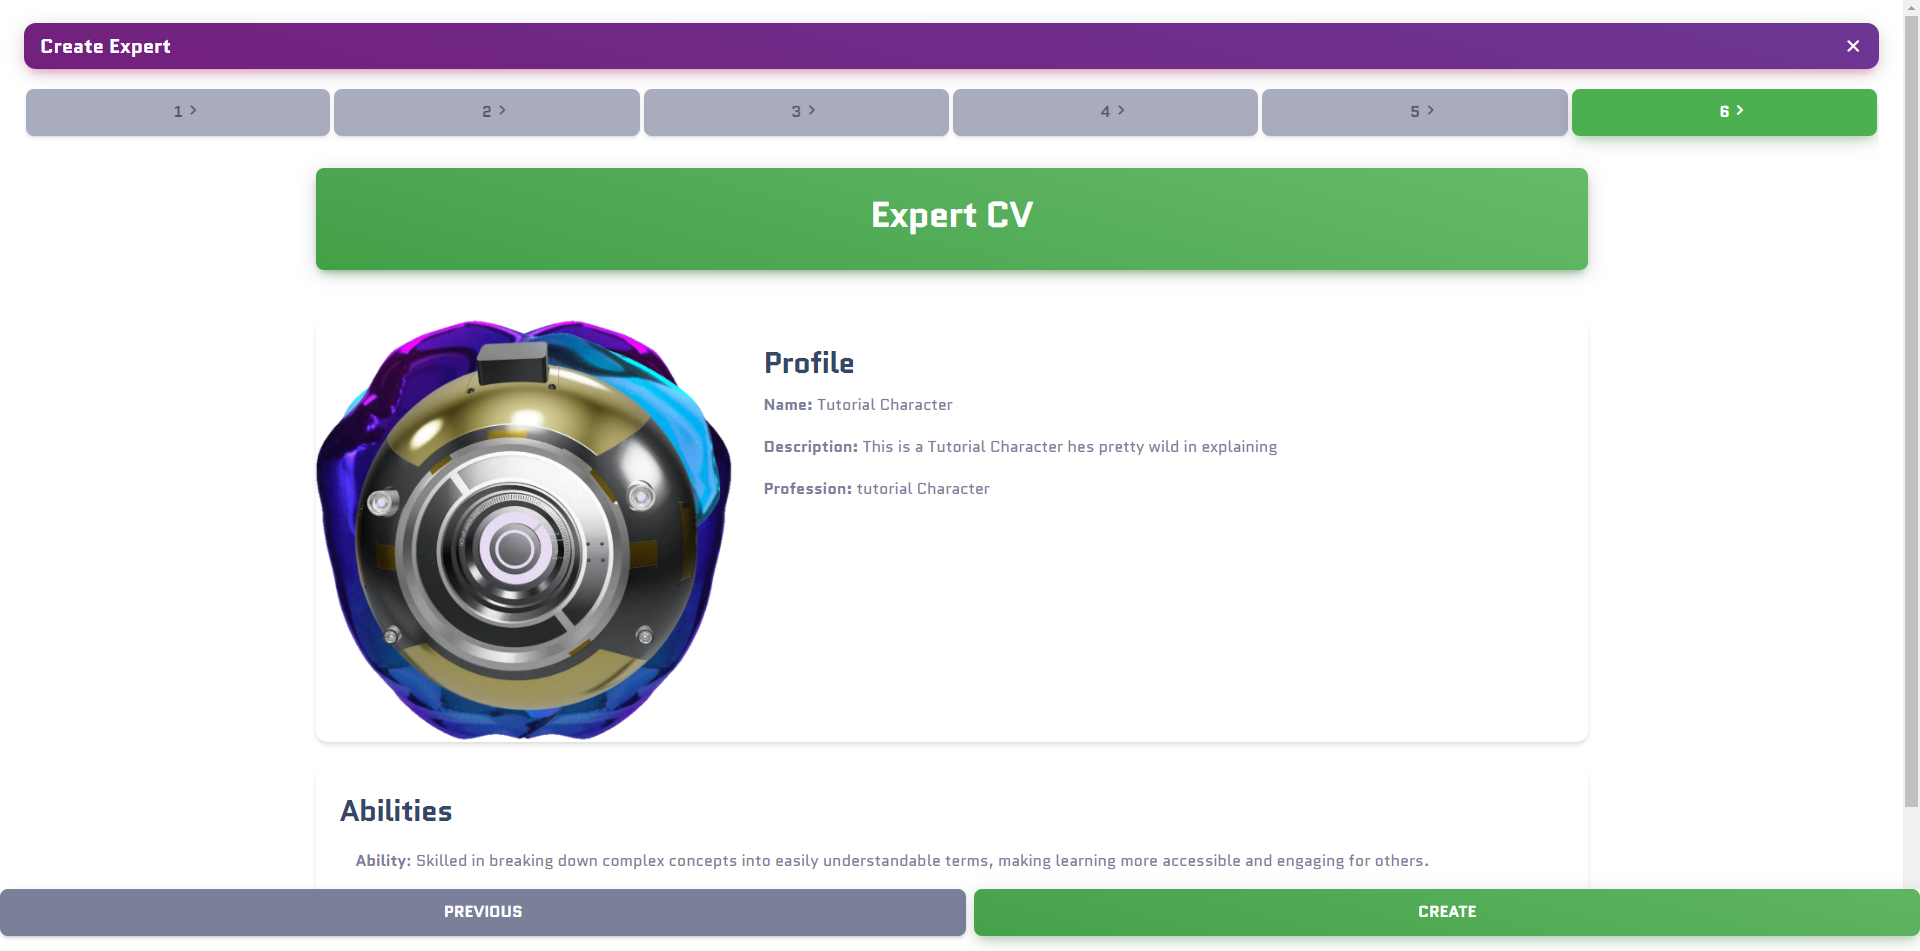 Create Expert
1
2
3
4
5
6
Expert CV
Profile
Name: Tutorial Character
Description: This is a Tutorial Character hes pretty wild in explaining
Profession: tutorial Character
Abilities
Ability: Skilled in breaking down complex concepts into easily understandable terms, making learning more accessible and engaging for others.
PREVIOUS
CREATE